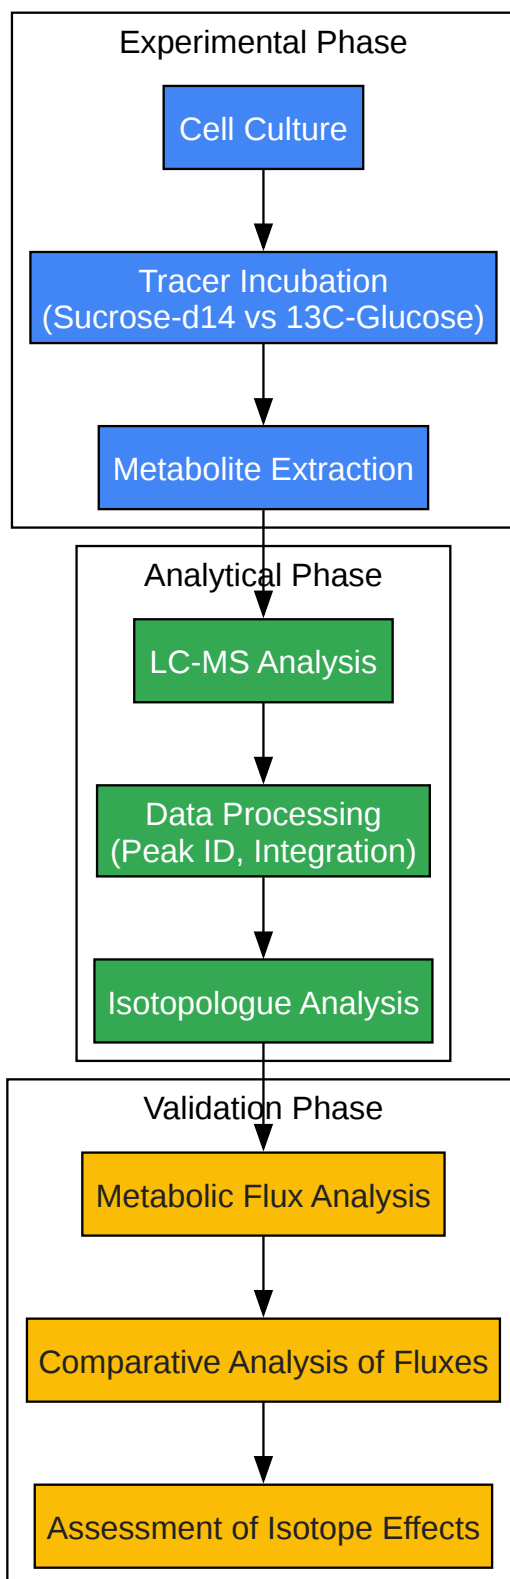 Experimental Phase
Cell Culture
Tracer Incubation
(Sucrose-d14 vs 13C-Glucose)
Metabolite Extraction
Analytical Phase
LC-MS Analysis
Data Processing
(Peak ID, Integration)
Isotopologue Analysis
Validation Phase
Metabolic Flux Analysis
Comparative Analysis of Fluxes
Assessment of Isotope Effects